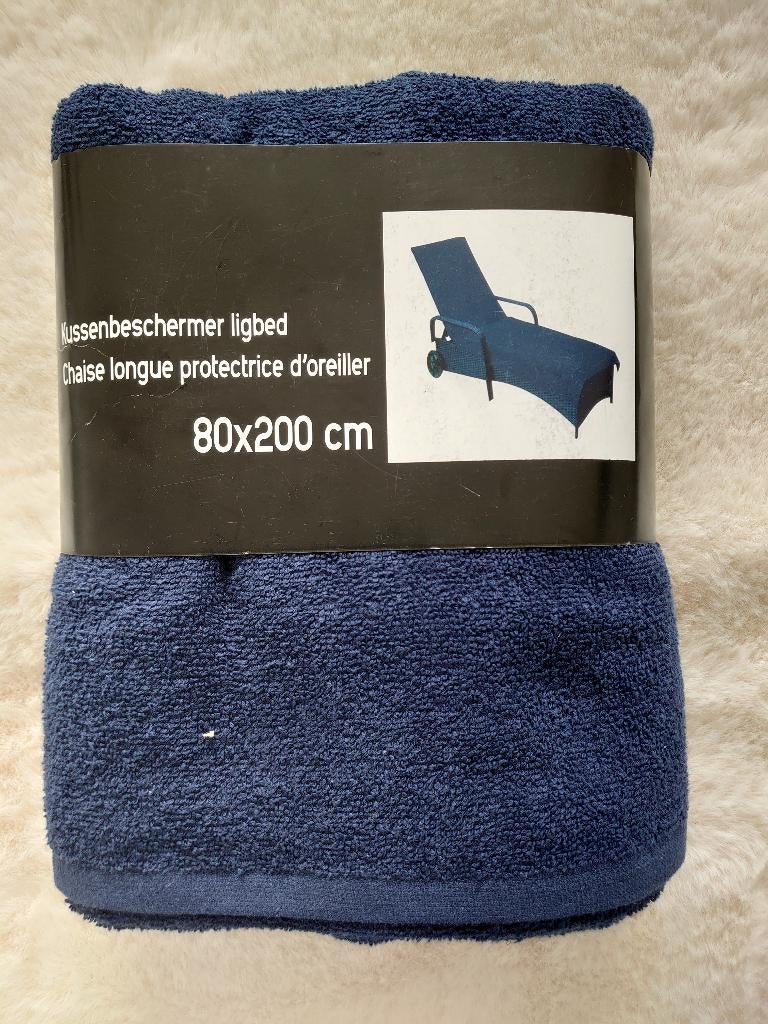 Kussenbeschermer ligbed
Chaise longue protectrice d'oreiller
80x200 cm